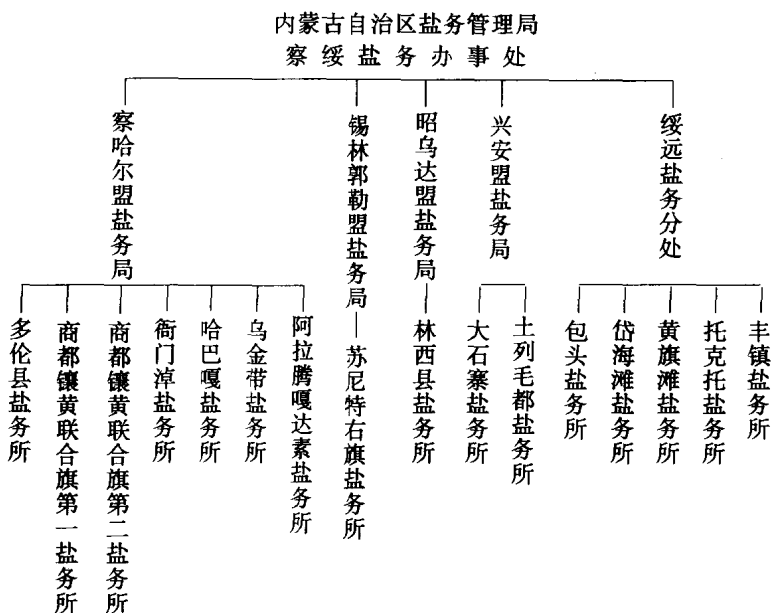 内蒙古自治区盐务管理局
察绥盐务办事处
察哈尔盟盐务局
锡林郭勒盟盐务局
昭乌达盟盐务局
兴安盟盐务局
绥远盐务分处
多伦县盐务所
商都镶黄联合旗第一盐务所
商都镶黄联合旗第二盐务所
衙门淖盐务所
哈巴嘎盐务所
乌金带盐务所
阿拉腾嘎达素盐务所
苏尼特右旗盐务所
林西县盐务所
大石寨盐务所
土列毛都盐务所
包头盐务所
岱海滩盐务所
黄旗滩盐务所
托克托盐务所
丰镇盐务所